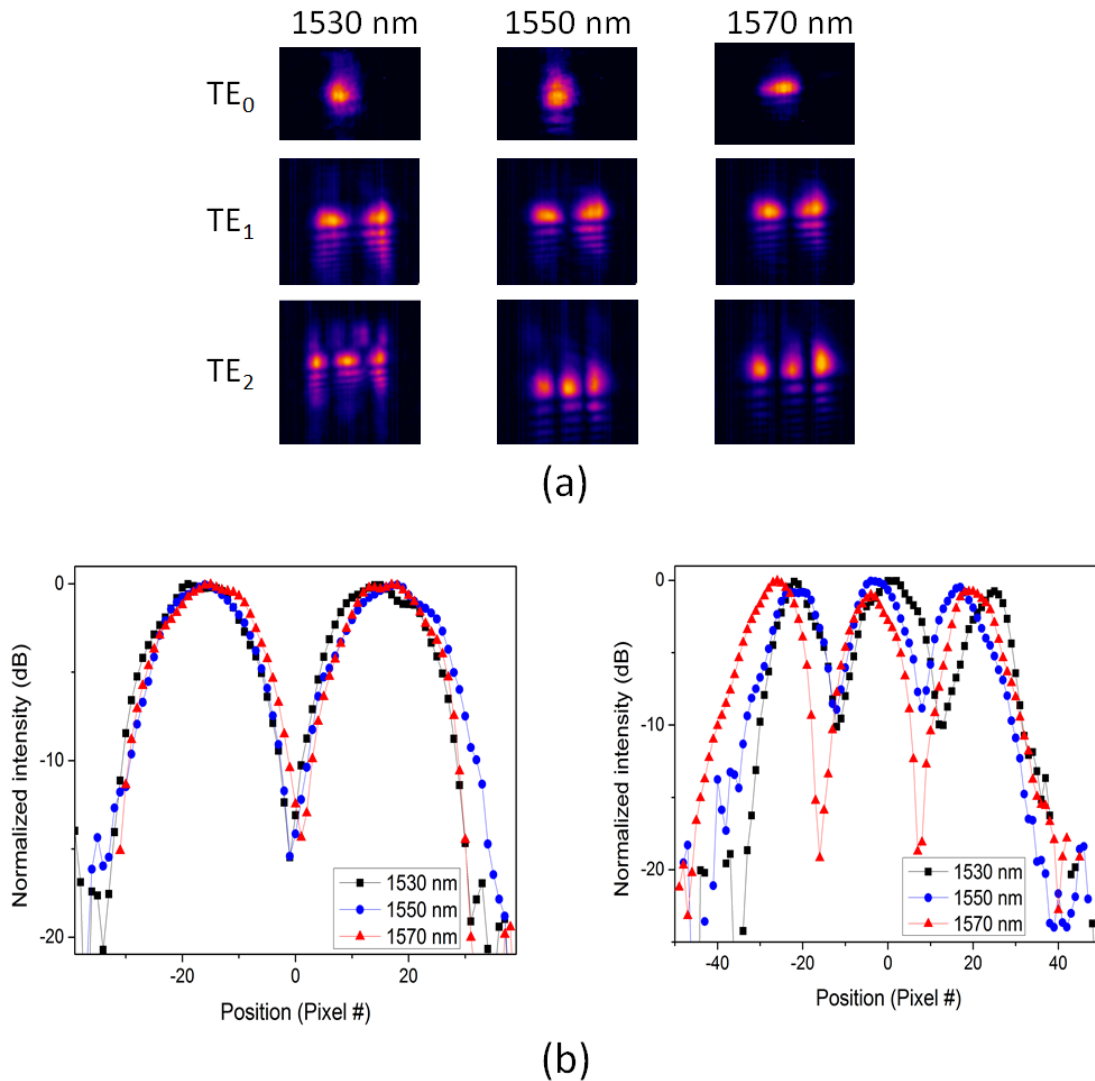 1530 nm 1550 nm 1570 nm
TE0
TE1
TE2
(a)
Normalized intensity (dB)
0
-10
-20
-20 0 20
Position (Pixel #)
1530 nm
1550 nm
1570 nm
Normalized intensity (dB)
0
-10
-20
-40 -20 0 20 40
Position (Pixel #)
1530 nm
1550 nm
1570 nm
(b)